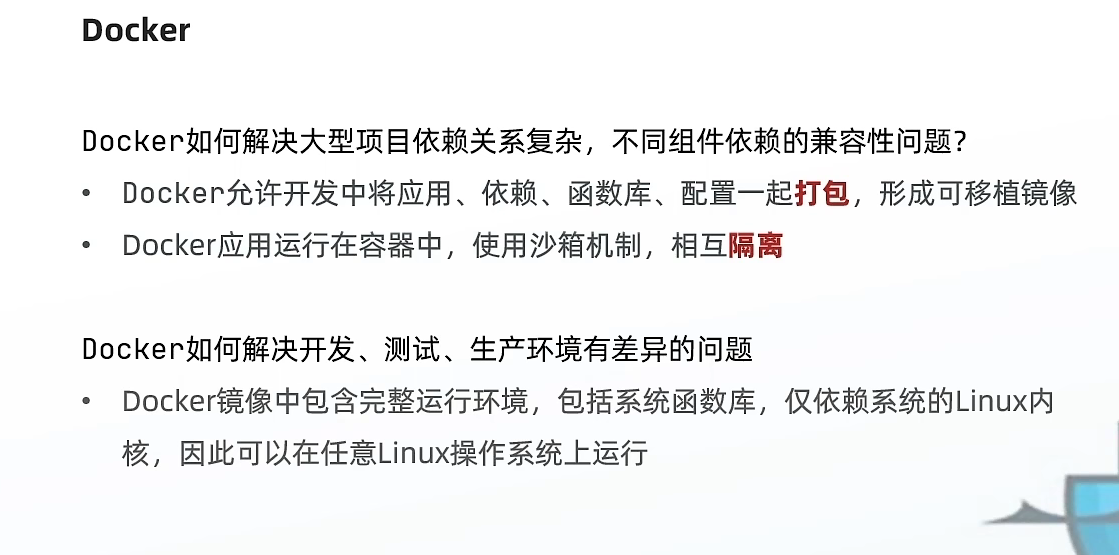 Docker
Docker如何解决大型项目依赖关系复杂，不同组件依赖的兼容性问题？
• Docker允许开发中将应用、依赖、函数库、配置一起打包，形成可移植镜像
• Docker应用运行在容器中，使用沙箱机制，相互隔离
Docker如何解决开发、测试、生产环境有差异的问题
• Docker镜像中包含完整运行环境，包括系统函数库，仅依赖系统的Linux内
核，因此可以在任意Linux操作系统上运行